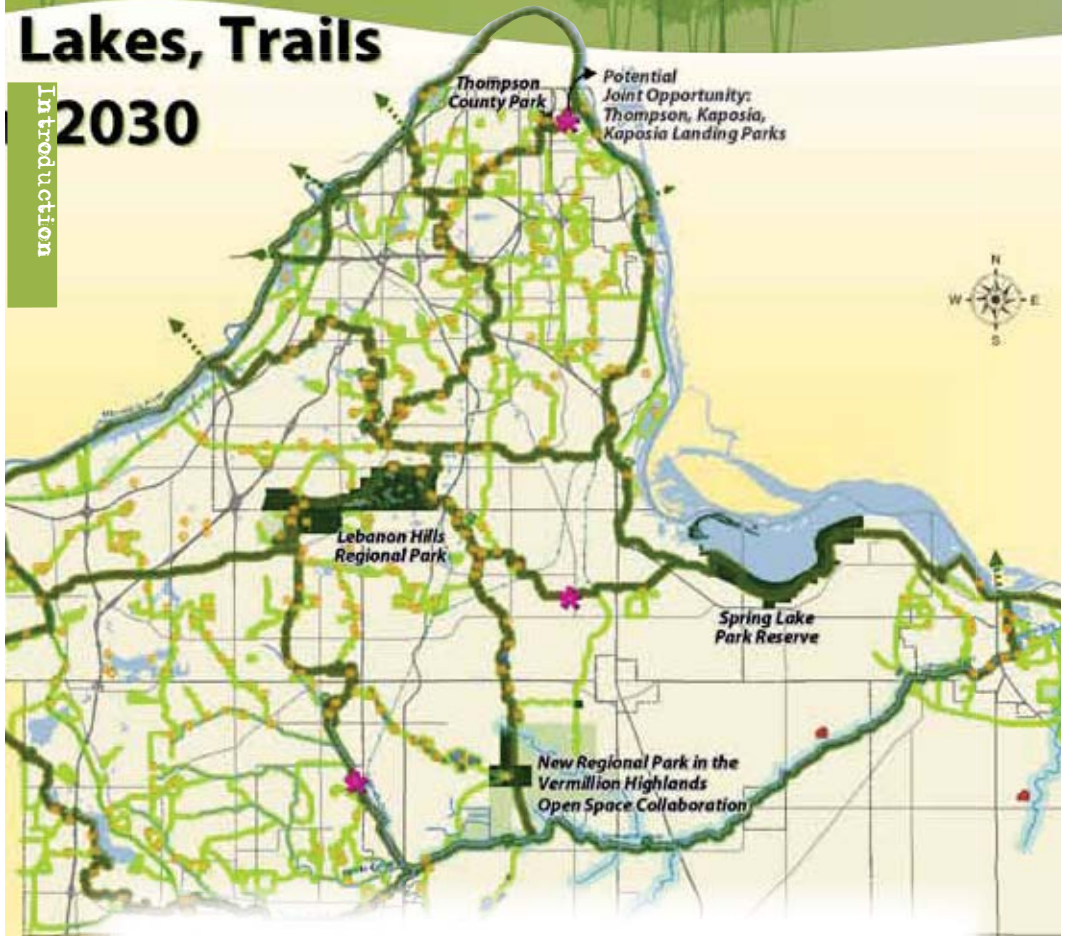 Lakes, Trails
2030
Introduction
Thompson
County Park
Potential
Joint Opportunity:
Thompson, Kaposia,
Kaposia Landing Parks
N
W
E
S
Lebanon Hills
Regional Park
Spring Lake
Park Reserve
New Regional Park in the
Vermillion Highlands
Open Space Collaboration